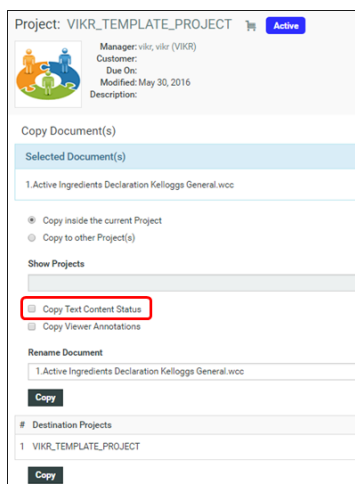 Project: VIKR_TEMPLATE_PROJECT Active
Manager: vikr, vikr (VIKR)
Customer:
Due On:
Modified: May 30, 2016
Description:
Copy Document(s)
Selected Document(s)
1.Active Ingredients Declaration Kelloggs General.wcc
Copy inside the current Project
Copy to other Project(s)
Show Projects
Copy Text Content Status
Copy Viewer Annotations
Rename Document
1.Active Ingredients Declaration Kelloggs General.wcc
Copy
# Destination Projects
1 VIKR_TEMPLATE_PROJECT
Copy